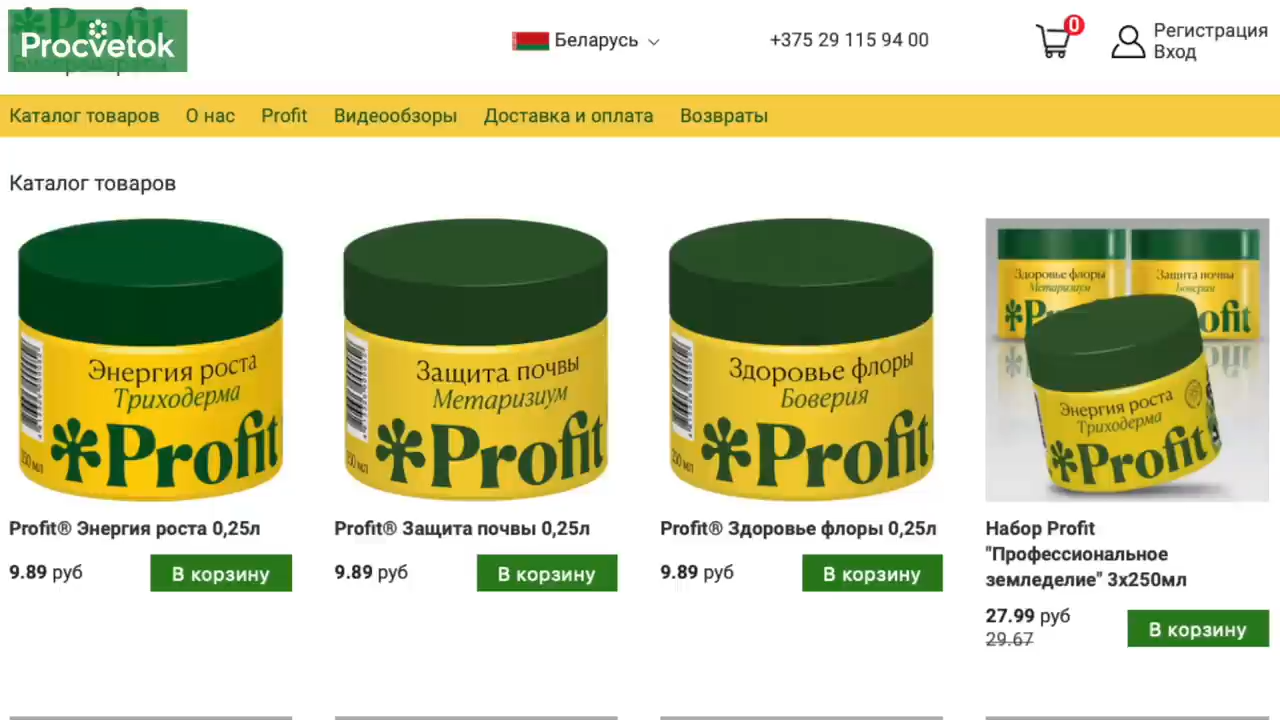 Procvetok
Беларусь
+375 29 115 94 00
0
Регистрация
Вход
Каталог товаров О нас Profit Видеообзоры Доставка и оплата Возвраты
Каталог товаров
Энергия роста
Триходерма
Profit
Защита почвы
Метаризиум
Profit
Здоровье флоры
Боверия
Profit
Здоровье флоры
Метаризиум
Защита почвы
Боверия
Энергия роста
Триходерма
Profit
Profit® Энергия роста 0,25л
9.89 руб
В корзину
Profit® Защита почвы 0,25л
9.89 руб
В корзину
Profit® Здоровье флоры 0,25л
9.89 руб
В корзину
Набор Profit
"Профессиональное
земледелие" 3x250мл
27.99 руб
29.67
В корзину